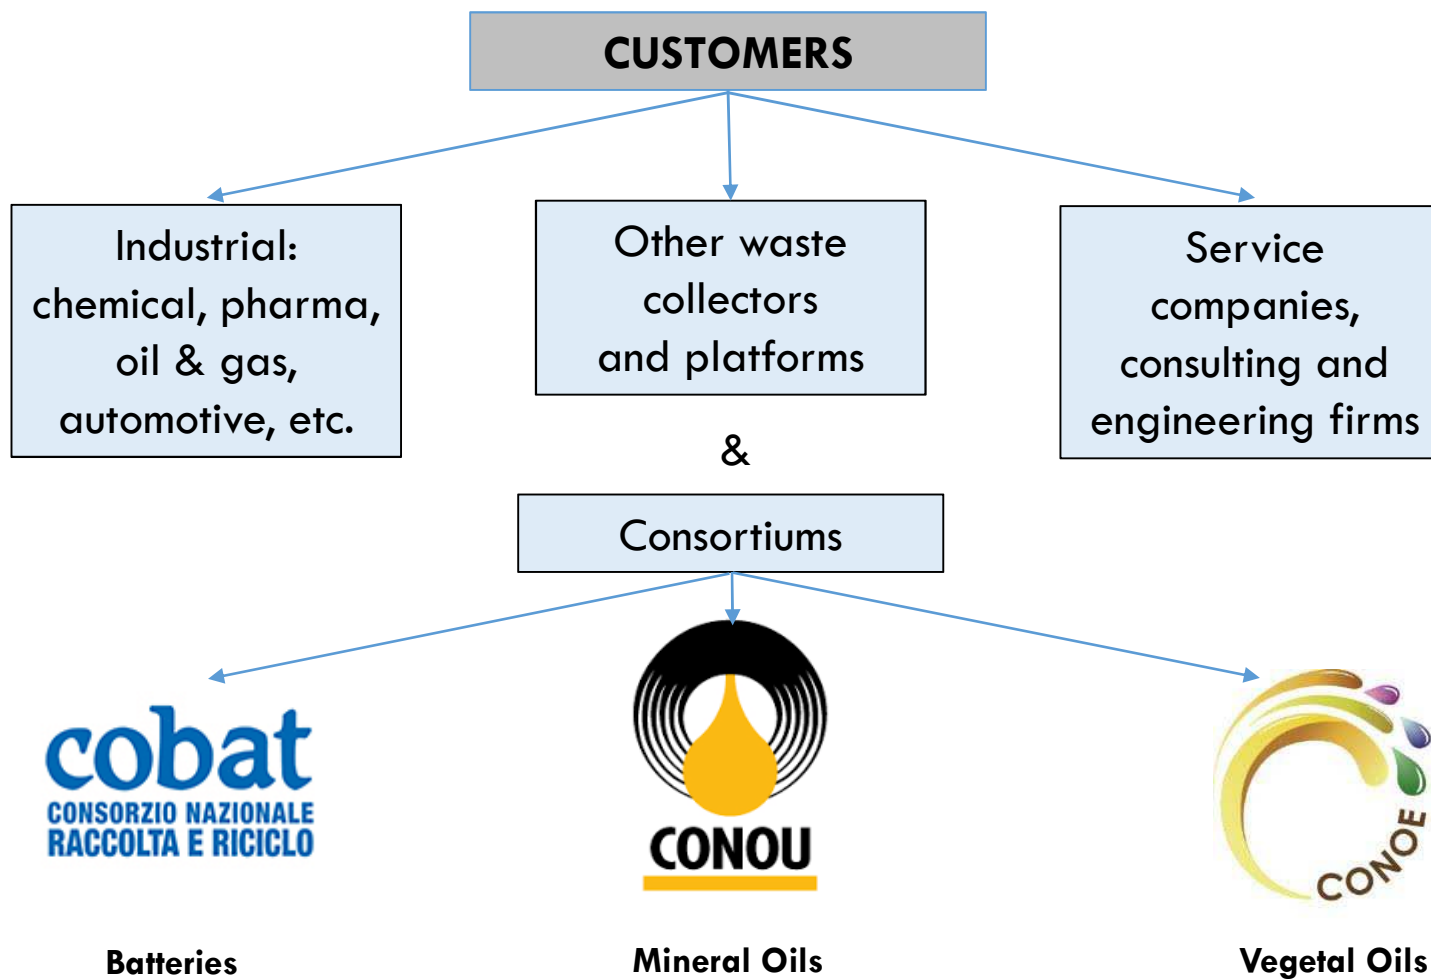 CUSTOMERS
Industrial:
chemical, pharma,
oil & gas,
automotive, etc.
Other waste
collectors
and platforms
Service
companies,
consulting and
engineering firms
&
Consortiums
cobat
CONSORZIO NAZIONALE
RACCOLTA E RICICLO
CONOU
CONOE
Batteries
Mineral Oils
Vegetal Oils